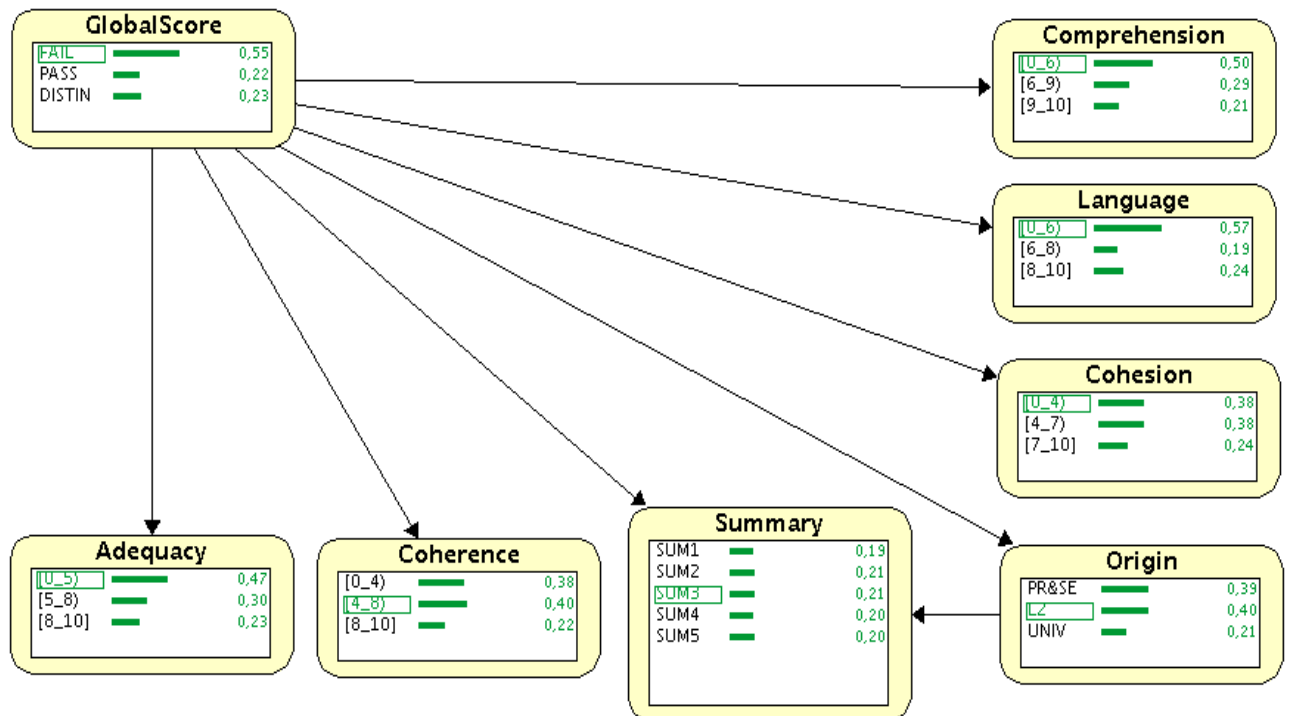 GlobalScore
FAIL 0,55
PASS 0,22
DISTIN 0,23
Comprehension
[0_6) 0,50
[6_9) 0,29
[9_10] 0,21
Language
[0_6) 0,57
[6_8) 0,19
[8_10] 0,24
Cohesion
[0_4) 0,38
[4_7) 0,38
[7_10] 0,24
Adequacy
[0_5) 0,47
[5_8) 0,30
[8_10] 0,23
Coherence
[0_4) 0,38
[4_8) 0,40
[8_10] 0,22
Summary
SUM1 0,19
SUM2 0,21
SUM3 0,21
SUM4 0,20
SUM5 0,20
Origin
PR&SE 0,39
L2 0,40
UNIV 0,21